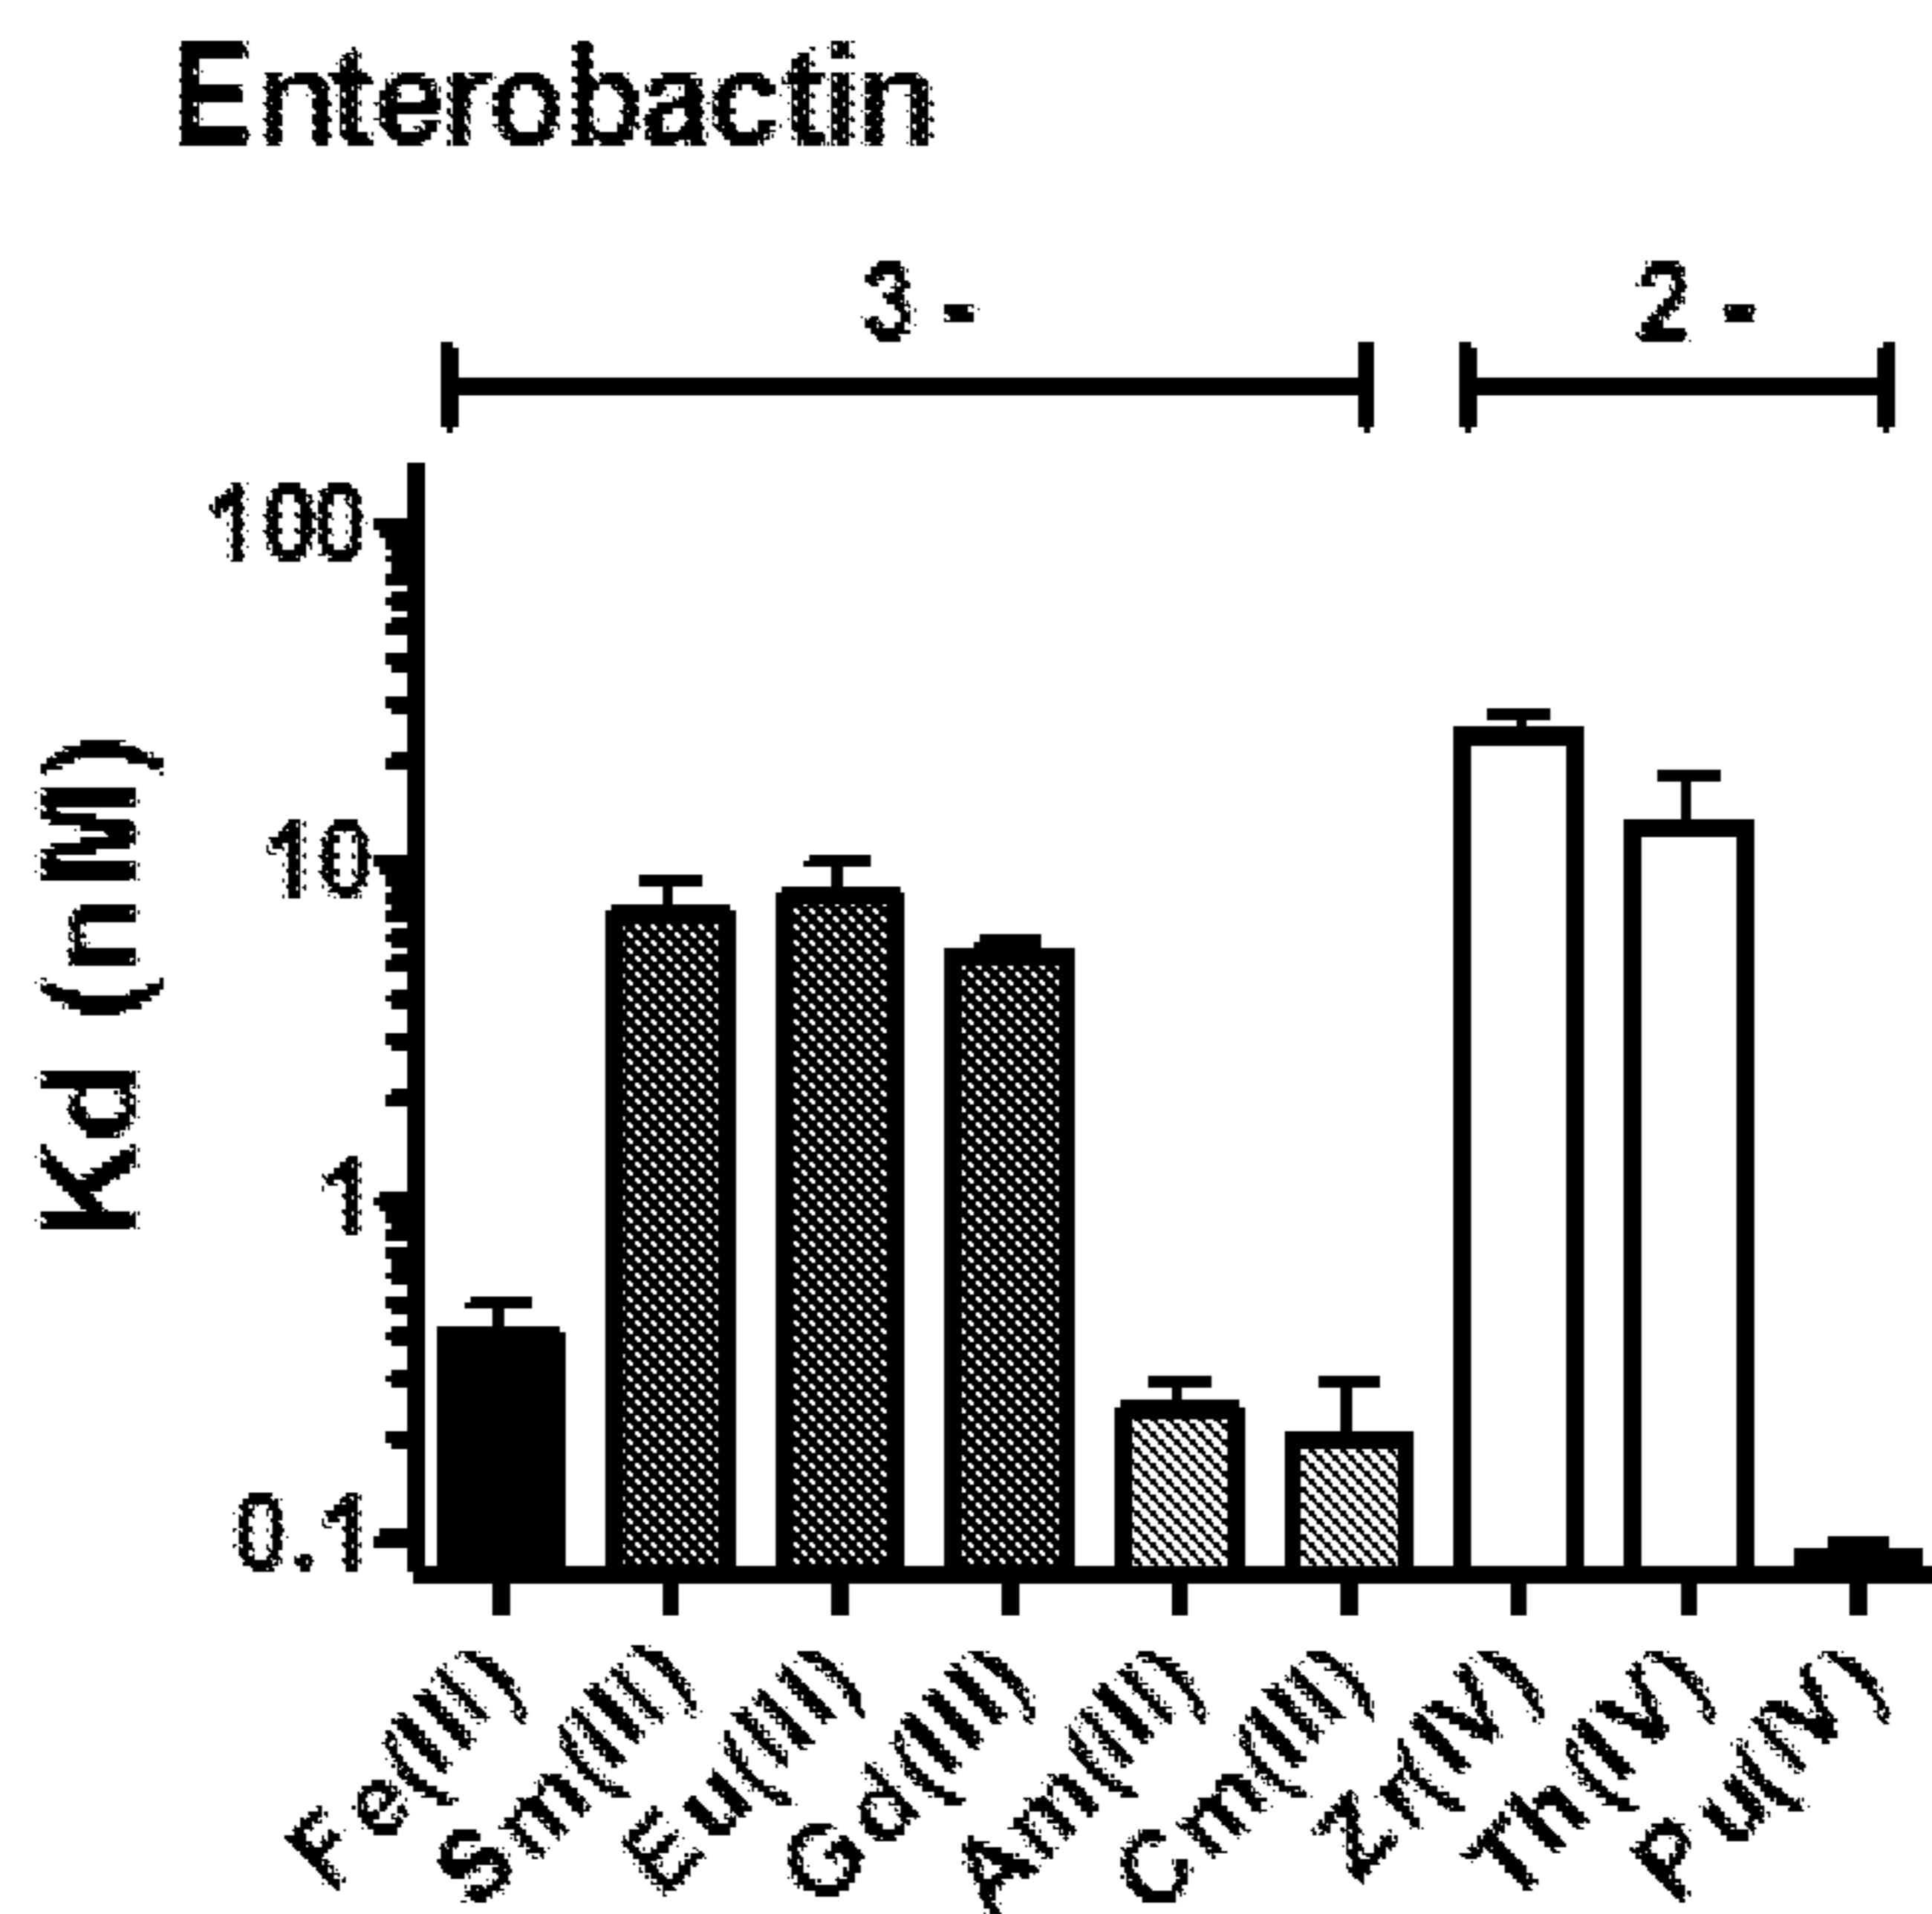 Enterobactin
3 -
2 -
100
10
1
0.1
Kd (nM)
Fe(III)
Sm(III)
Eu(III)
Gd(III)
Am(III)
Cm(III)
Zr(IV)
Th(IV)
Pu(IV)